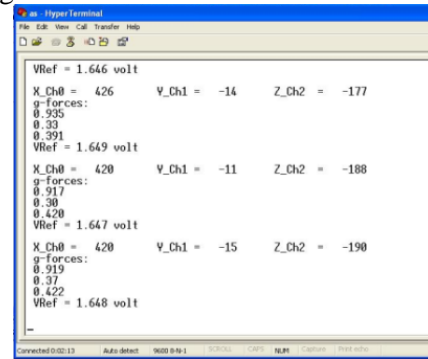 as - HyperTerminal
File Edit View Call Transfer Help
VRef = 1.646 volt
X_Ch0 = 426 Y_Ch1 = -14 Z_Ch2 = -177
g-forces:
0.935
0.33
0.391
VRef = 1.649 volt
X_Ch0 = 420 Y_Ch1 = -11 Z_Ch2 = -188
g-forces:
0.917
0.30
0.420
VRef = 1.647 volt
X_Ch0 = 420 Y_Ch1 = -15 Z_Ch2 = -190
g-forces:
0.919
0.37
0.422
VRef = 1.648 volt
Connected 0:02:13 Auto detect 9600 8-N-1 SCROLL CAPS NUM Capture Print echo